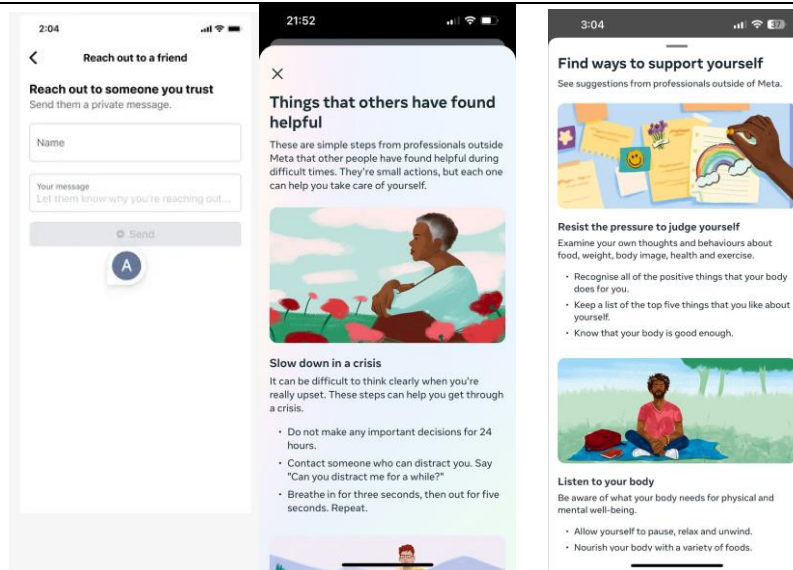 2:04
Reach out to a friend
Reach out to someone you trust
Send them a private message.
Name
Your message
Let them know why you're reaching out...
Send
A
21:52
Things that others have found
helpful
These are simple steps from professionals outside
Meta that other people have found helpful during
difficult times. They're small actions, but each one
can help you take care of yourself.
Slow down in a crisis
It can be difficult to think clearly when you're
really upset. These steps can help you get through
a crisis.
• Do not make any important decisions for 24
hours.
• Contact someone who can distract you. Say
"Can you distract me for a while?"
• Breathe in for three seconds, then out for five
seconds. Repeat.
3:04
37
Find ways to support yourself
See suggestions from professionals outside of Meta.
Resist the pressure to judge yourself
Examine your own thoughts and behaviours about
food, weight, body image, health and exercise.
• Recognise all of the positive things that your body
does for you.
• Keep a list of the top five things that you like about
yourself.
• Know that your body is good enough.
Listen to your body
Be aware of what your body needs for physical and
mental well-being.
• Allow yourself to pause, relax and unwind.
• Nourish your body with a variety of foods.